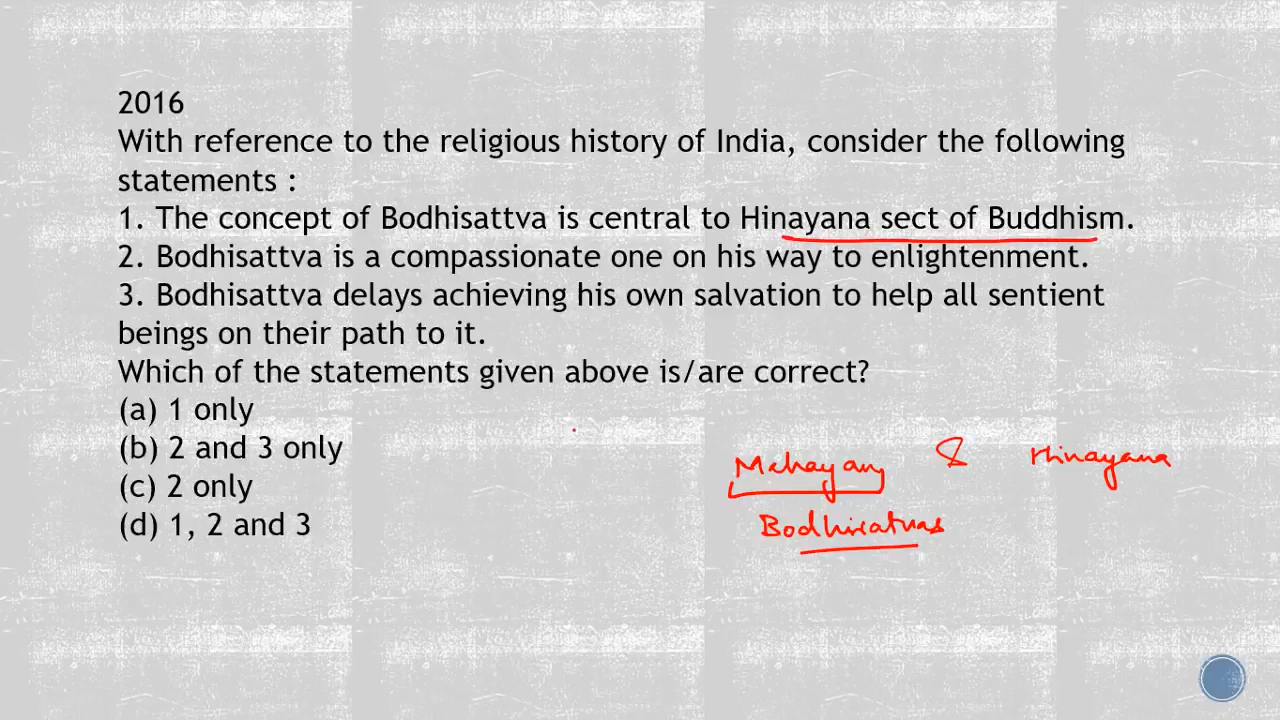 2016
With reference to the religious history of India, consider the following
statements :
1. The concept of Bodhisattva is central to Hinayana sect of Buddhism.
2. Bodhisattva is a compassionate one on his way to enlightenment.
3. Bodhisattva delays achieving his own salvation to help all sentient
beings on their path to it.
Which of the statements given above is/are correct?
(a) 1 only
(b) 2 and 3 only
(c) 2 only
(d) 1, 2 and 3
Mahayana & Hinayana
Bodhisatvas